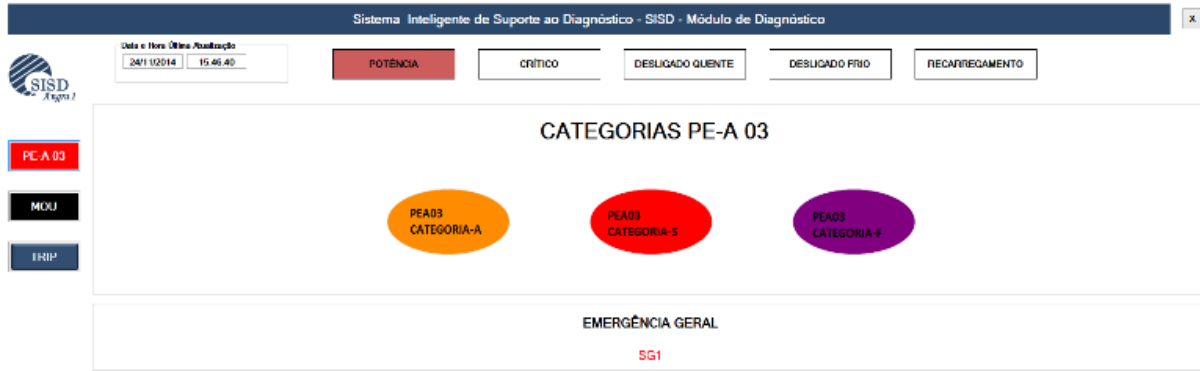 Sistema Inteligente de Suporte ao Diagnóstico - SISD - Módulo de Diagnóstico
x
SISD
Angra 1
Data e Hora Última Atualização
24/11/2014 15:46:40
POTÊNCIA CRÍTICO DESLIGADO QUENTE DESLIGADO FRIO RECARREGAMENTO
CATEGORIAS PE-A 03
PE-A 03
MOU
TRIP
PEA03
CATEGORIA-A
PEA03
CATEGORIA-S
PEA03
CATEGORIA-F
EMERGÊNCIA GERAL
SG1